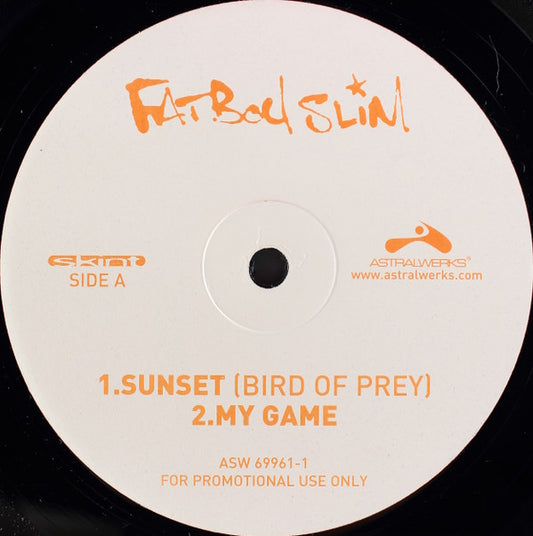 FATBOY SLIM
skint
SIDE A
ASTRALWERKS®
www.astralwerks.com
1.SUNSET (BIRD OF PREY)
2.MY GAME
ASW 69961-1
FOR PROMOTIONAL USE ONLY